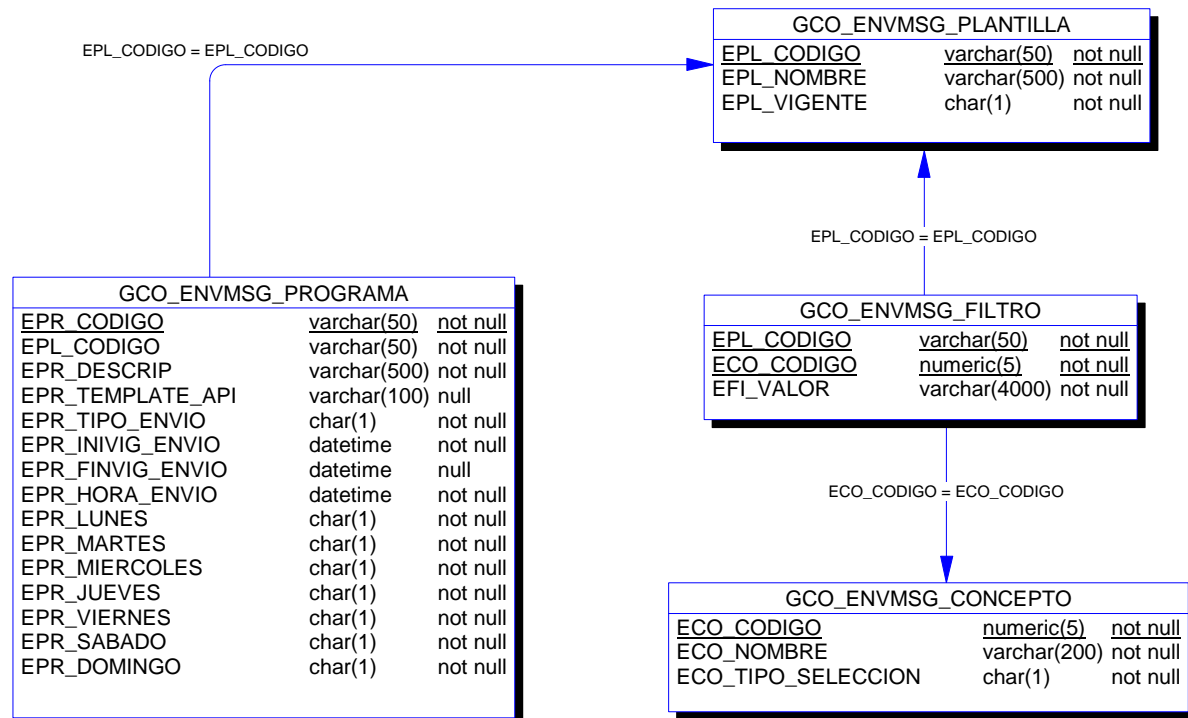 GCO_ENVMSG_PLANTILLA
EPL_CODIGO varchar(50) not null
EPL_NOMBRE varchar(500) not null
EPL_VIGENTE char(1) not null
EPL_CODIGO = EPL_CODIGO
EPL_CODIGO = EPL_CODIGO
GCO_ENVMSG_PROGRAMA
EPR_CODIGO varchar(50) not null
EPL_CODIGO varchar(50) not null
EPR_DESCRIP varchar(500) not null
EPR_TEMPLATE_API varchar(100) null
EPR_TIPO_ENVIO char(1) not null
EPR_INIVIG_ENVIO datetime not null
EPR_FINVIG_ENVIO datetime null
EPR_HORA_ENVIO datetime not null
EPR_LUNES char(1) not null
EPR_MARTES char(1) not null
EPR_MIERCOLES char(1) not null
EPR_JUEVES char(1) not null
EPR_VIERNES char(1) not null
EPR_SABADO char(1) not null
EPR_DOMINGO char(1) not null
GCO_ENVMSG_FILTRO
EPL_CODIGO varchar(50) not null
ECO_CODIGO numeric(5) not null
EFI_VALOR varchar(4000) not null
ECO_CODIGO = ECO_CODIGO
GCO_ENVMSG_CONCEPTO
ECO_CODIGO numeric(5) not null
ECO_NOMBRE varchar(200) not null
ECO_TIPO_SELECCION char(1) not null